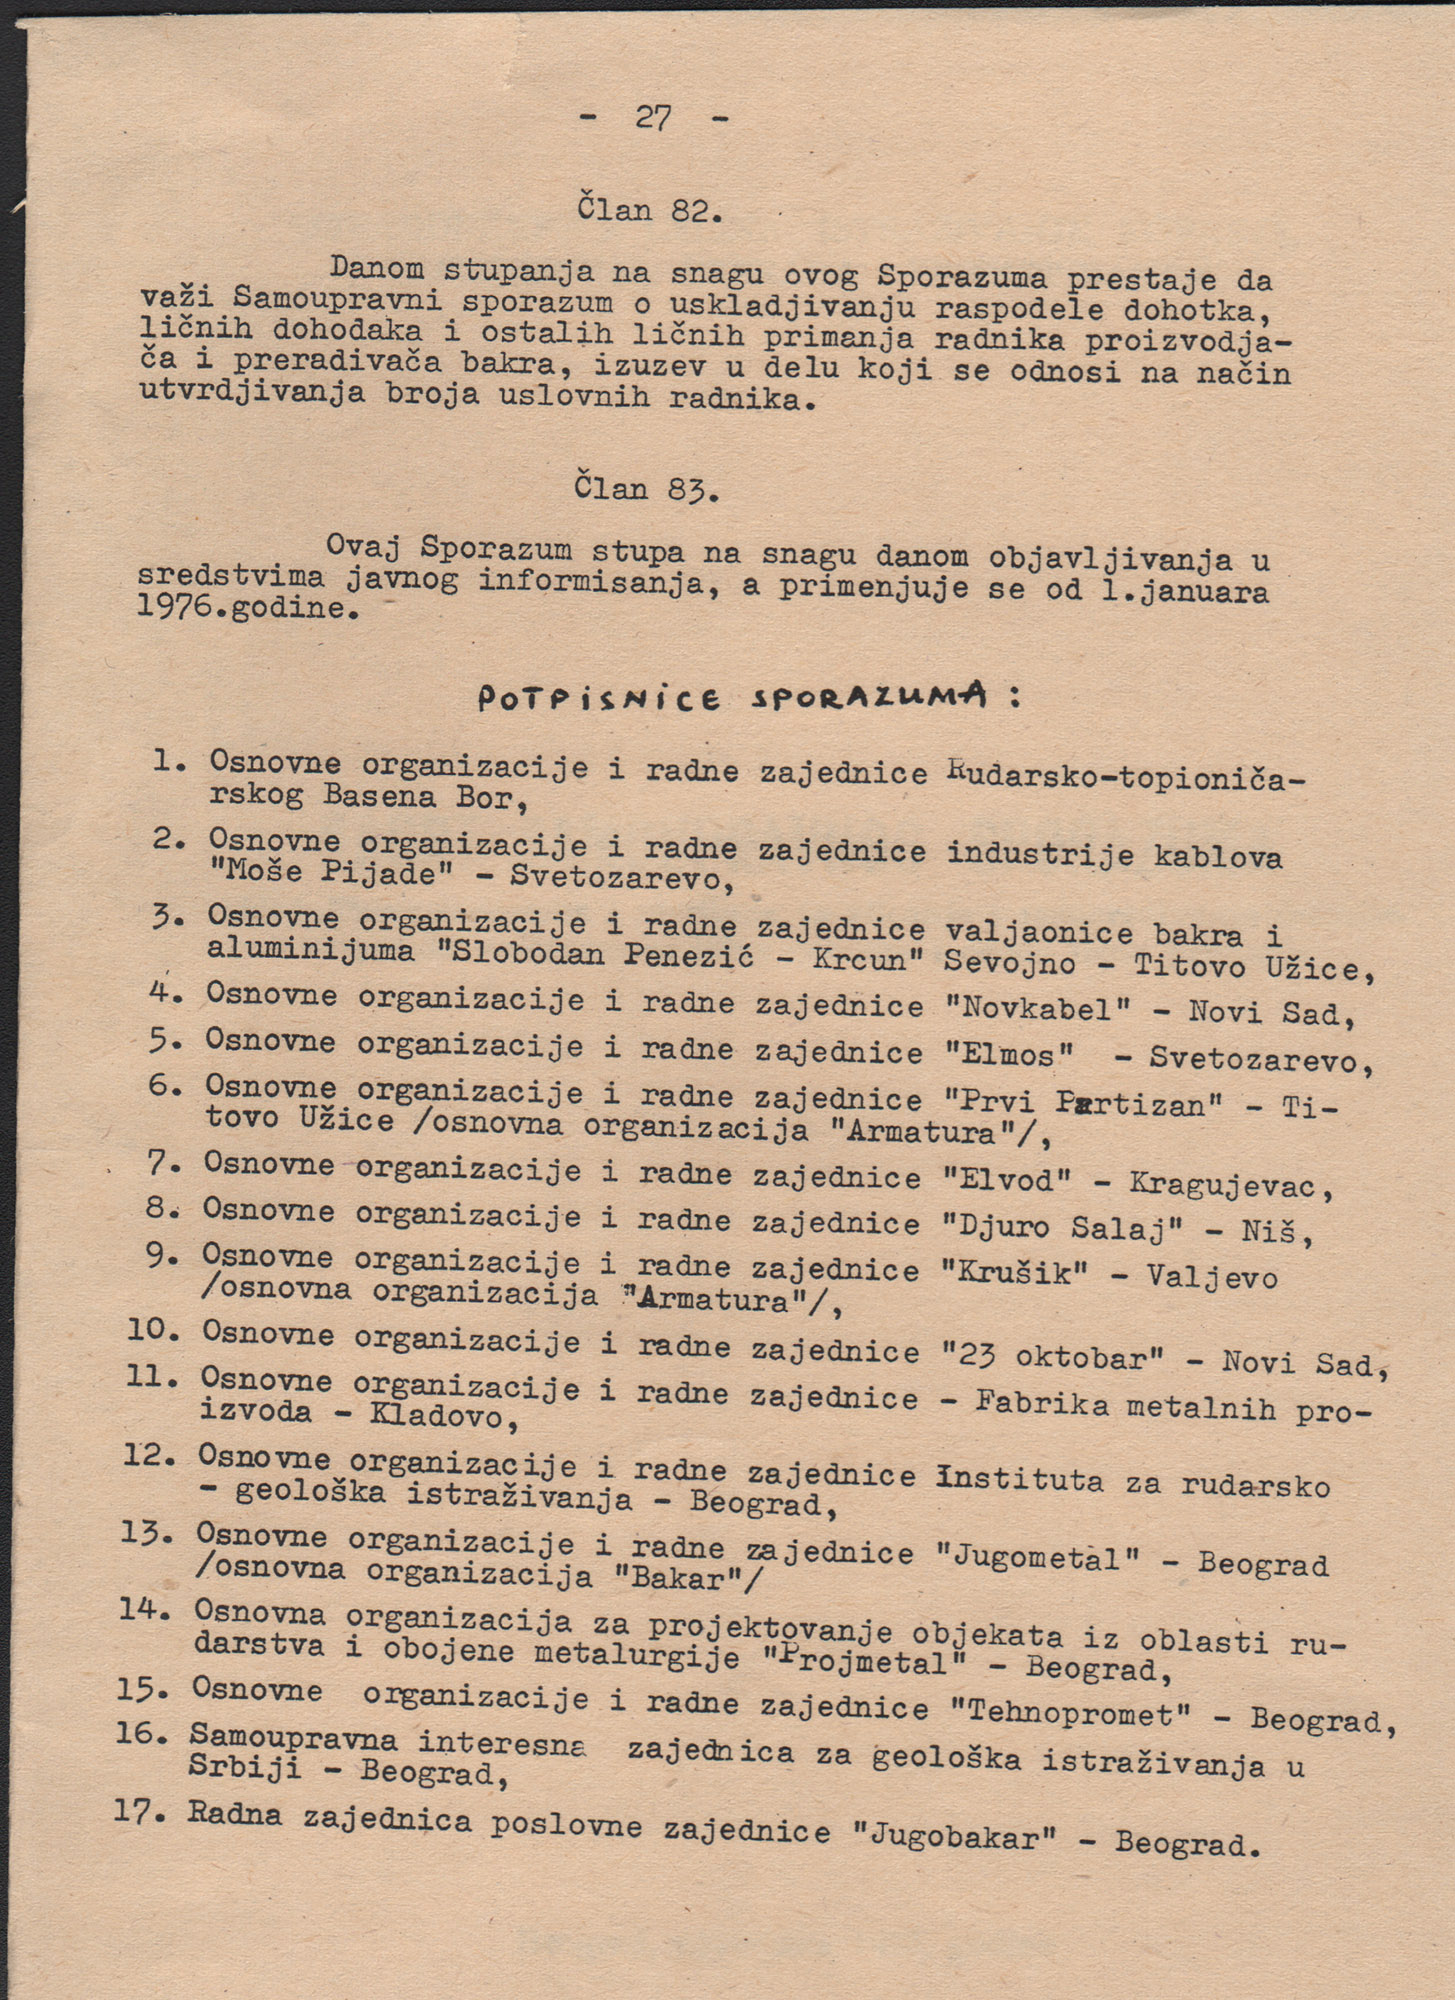 - 27 -
Član 82.
Danom stupanja na snagu ovog Sporazuma prestaje da
važi Samoupravni sporazum o uskladjivanju raspodele dohotka,
ličnih dohodaka i ostalih ličnih primanja radnika proizvodja-
ča i preradivača bakra, izuzev u delu koji se odnosi na način
utvrdjivanja broja uslovnih radnika.
Član 83.
Ovaj Sporazum stupa na snagu danom objavljivanja u
sredstvima javnog informisanja, a primenjuje se od 1.januara
1976.godine.
POTPISNICE SPORAZUMA :
1. Osnovne organizacije i radne zajednice Rudarsko-topioniča-
rskog Basena Bor,
2. Osnovne organizacije i radne zajednice industrije kablova
"Moše Pijade" - Svetozarevo,
3. Osnovne organizacije i radne zajednice valjaonice bakra i
aluminijuma "Slobodan Penezić - Krcun" Sevojno - Titovo Užice,
4. Osnovne organizacije i radne zajednice "Novkabel" - Novi Sad,
5. Osnovne organizacije i radne zajednice "Elmos" - Svetozarevo,
6. Osnovne organizacije i radne zajednice "Prvi Partizan" - Ti-
tovo Užice /osnovna organizacija "Armatura"/,
7. Osnovne organizacije i radne zajednice "Elvod" - Kragujevac,
8. Osnovne organizacije i radne zajednice "Djuro Salaj" - Niš,
9. Osnovne organizacije i radne zajednice "Krušik" - Valjevo
/osnovna organizacija "Armatura"/,
10. Osnovne organizacije i radne zajednice "23 oktobar" - Novi Sad,
11. Osnovne organizacije i radne zajednice - Fabrika metalnih pro-
izvoda - Kladovo,
12. Osnovne organizacije i radne zajednice Instituta za rudarsko
- geološka istraživanja - Beograd,
13. Osnovne organizacije i radne zajednice "Jugometal" - Beograd
/osnovna organizacija "Bakar"/
14. Osnovna organizacija za projektovanje objekata iz oblasti ru-
darstva i obojene metalurgije "Projmetal" - Beograd,
15. Osnovne organizacije i radne zajednice "Tehnopromet" - Beograd,
16. Samoupravna interesna zajednica za geološka istraživanja u
Srbiji - Beograd,
17. Radna zajednica poslovne zajednice "Jugobakar" - Beograd.